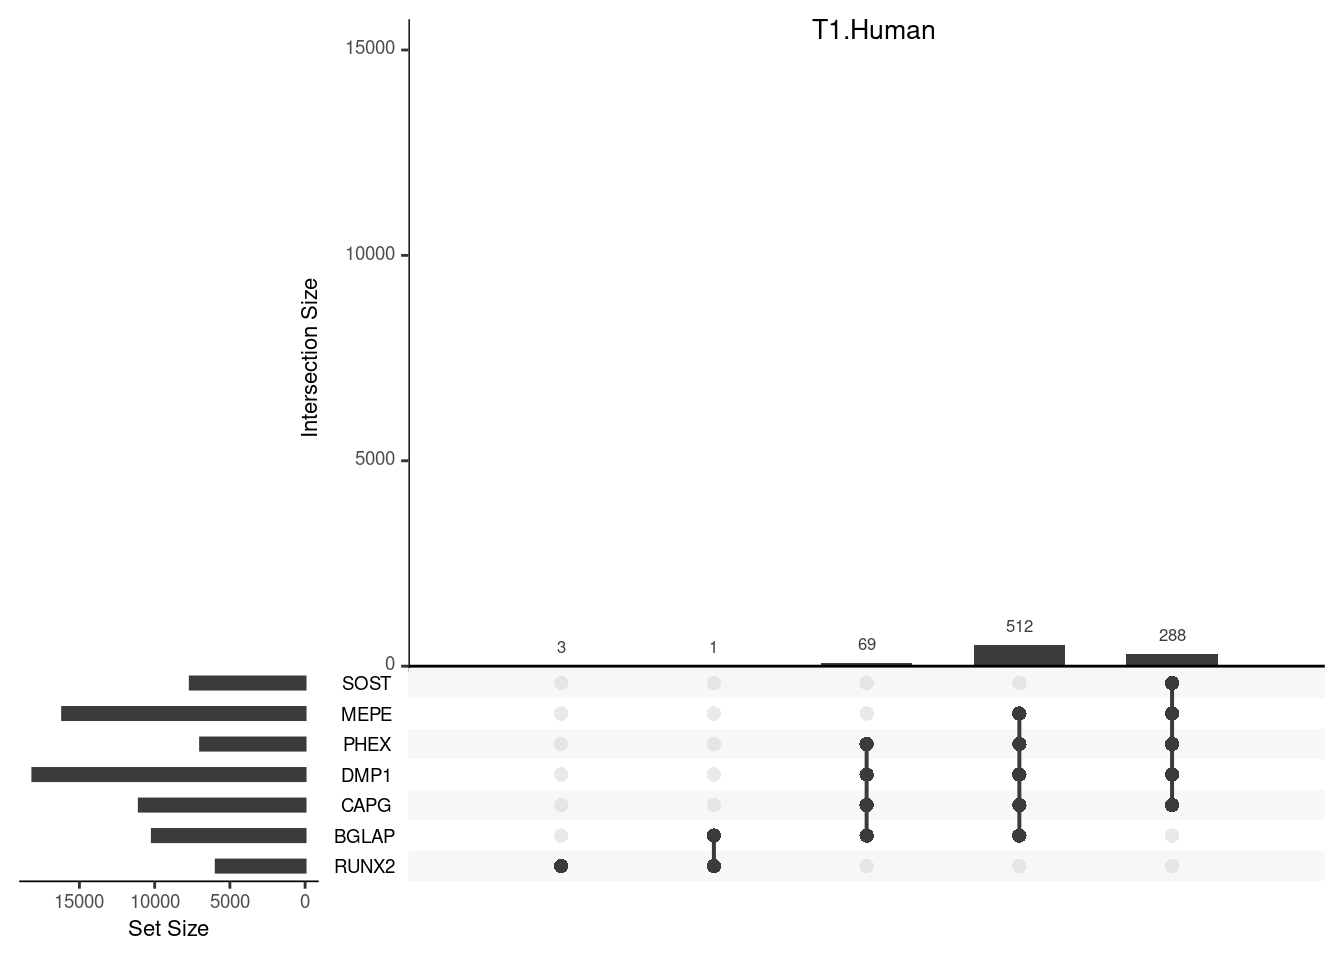 T1.Human
15000
10000
5000
0
Intersection Size
3
1
69
512
288
SOST
MEPE
PHEX
DMP1
CAPG
BGLAP
RUNX2
15000 10000 5000 0
Set Size